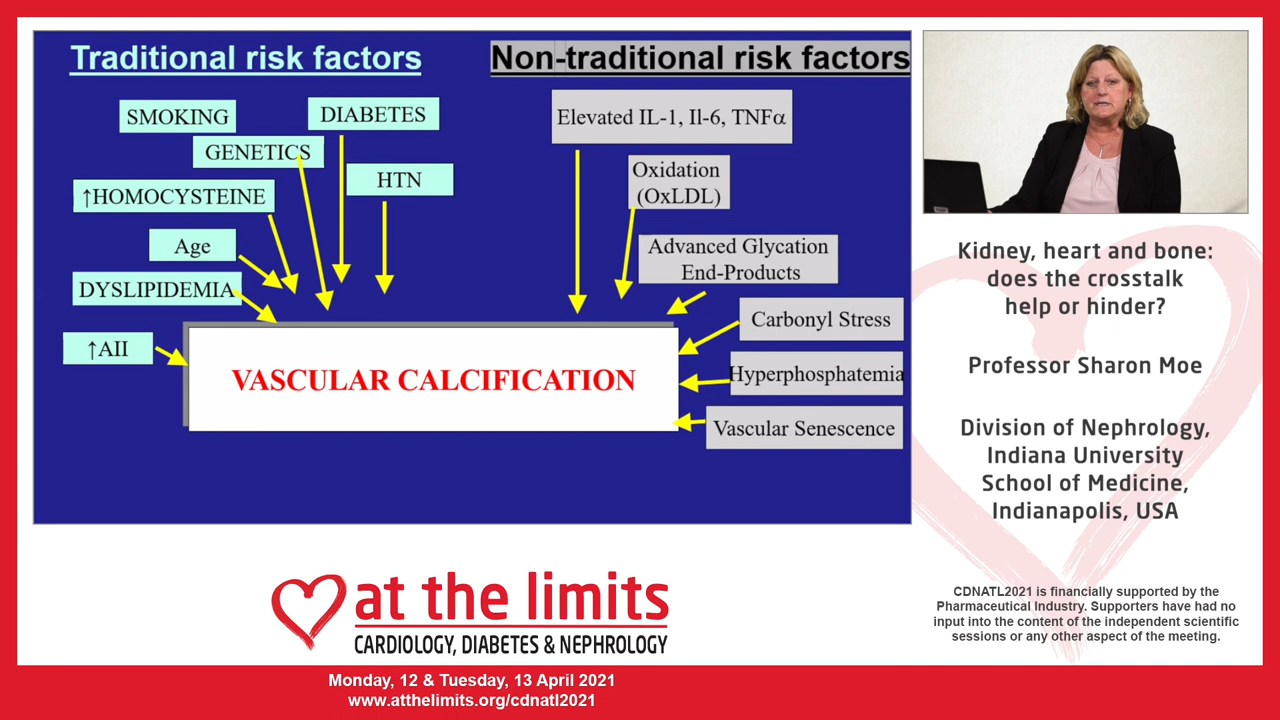 Traditional risk factors
Non-traditional risk factors
SMOKING
DIABETES
GENETICS
HTN
↑HOMOCYSTEINE
Age
DYSLIPIDEMIA
↑AII
Elevated IL-1, Il-6, TNFα
Oxidation
(OxLDL)
Advanced Glycation
End-Products
Carbonyl Stress
Hyperphosphatemia
Vascular Senescence
VASCULAR CALCIFICATION
Kidney, heart and bone:
does the crosstalk
help or hinder?
Professor Sharon Moe
Division of Nephrology,
Indiana University
School of Medicine,
Indianapolis, USA
CDNATL2021 is financially supported by the
Pharmaceutical Industry. Supporters have had no
input into the content of the independent scientific
sessions or any other aspect of the meeting.
at the limits
CARDIOLOGY, DIABETES & NEPHROLOGY
Monday, 12 & Tuesday, 13 April 2021
www.atthelimits.org/cdnatl2021